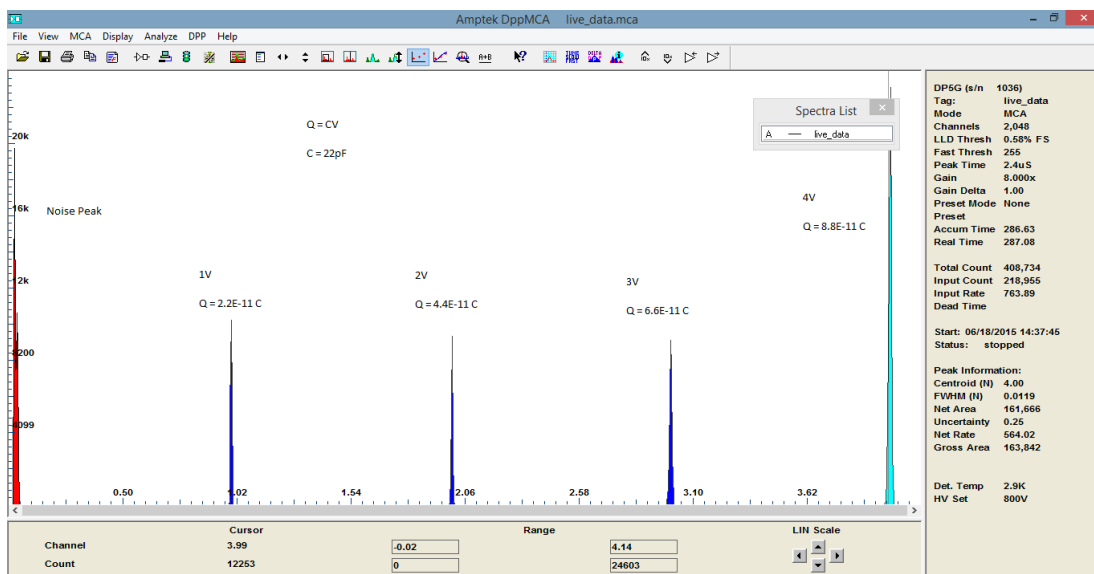 Amptek DppMCA live_data.mca
File View MCA Display Analyze DPP Help
Spectra List
A — live_data
Q = CV
C = 22pF
20k
16k
12k
8200
4099
Noise Peak
1V
Q = 2.2E-11 C
2V
Q = 4.4E-11 C
3V
Q = 6.6E-11 C
4V
Q = 8.8E-11 C
0.50 1.02 1.54 2.06 2.58 3.10 3.62
DP5G (s/n 1036)
Tag: live_data
Mode MCA
Channels 2,048
LLD Thresh 0.58% FS
Fast Thresh 255
Peak Time 2.4uS
Gain 8.000x
Gain Delta 1.00
Preset Mode None
Preset
Accum Time 286.63
Real Time 287.08
Total Count 408,734
Input Count 218,955
Input Rate 763.89
Dead Time
Start: 06/18/2015 14:37:45
Status: stopped
Peak Information:
Centroid (N) 4.00
FWHM (N) 0.0119
Net Area 161,666
Uncertainty 0.25
Net Rate 564.02
Gross Area 163,842
Det. Temp 2.9K
HV Set 800V
Cursor Range LIN Scale
Channel 3.99 -0.02 4.14
Count 12253 0 24603